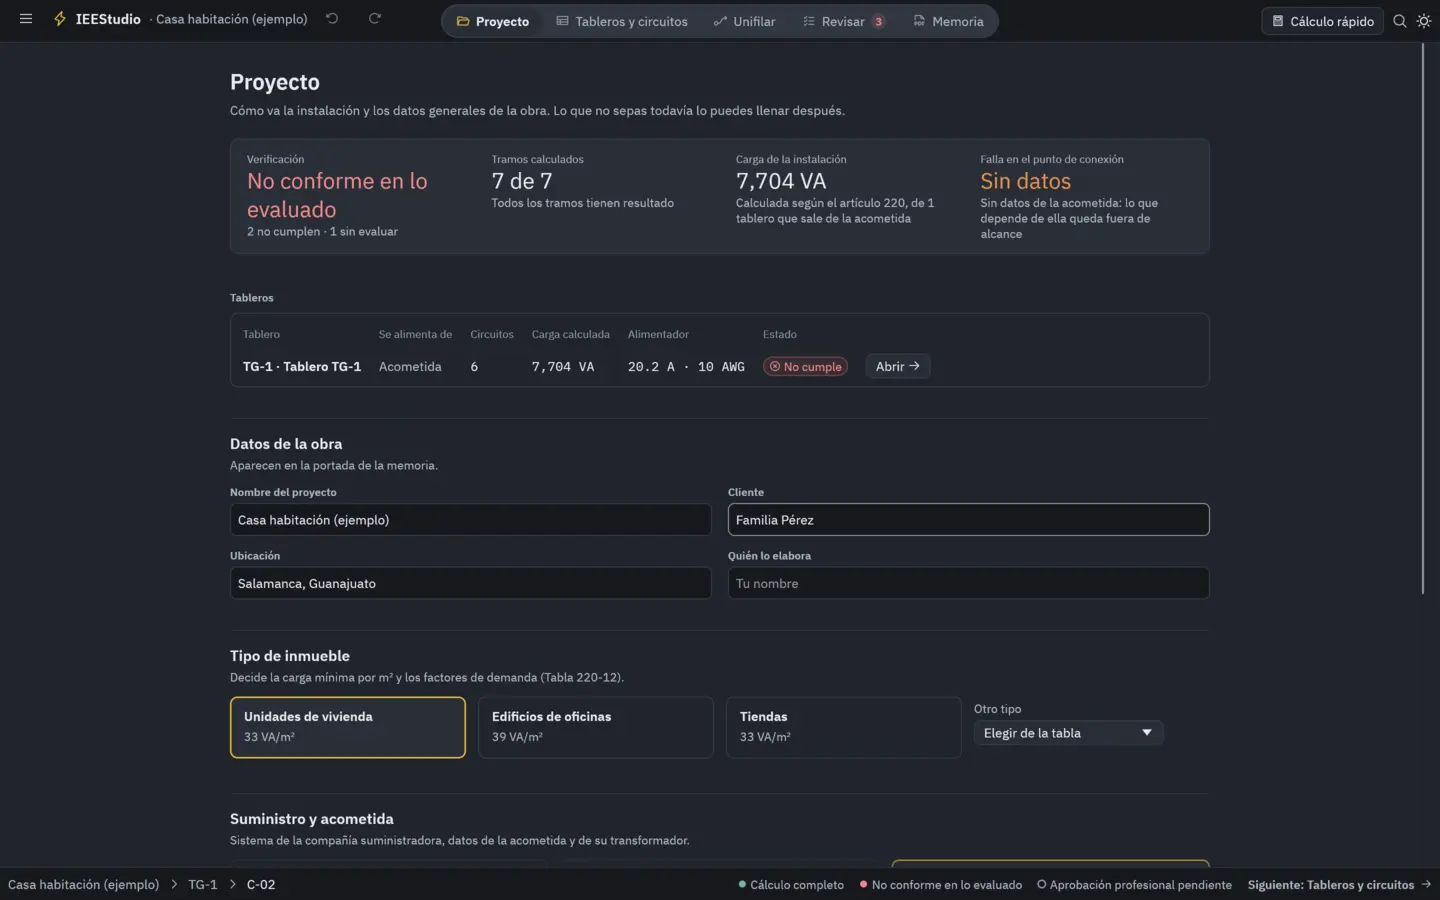 IEEStudio · Casa habitación (ejemplo)
Proyecto
Tableros y circuitos
Unifilar
Revisar 3
Memoria
Cálculo rápido
Proyecto
Cómo va la instalación y los datos generales de la obra. Lo que no sepas todavía lo puedes llenar después.
Verificación
No conforme en lo
evaluado
2 no cumplen · 1 sin evaluar
Tramos calculados
7 de 7
Todos los tramos tienen resultado
Carga de la instalación
7,704 VA
Calculada según el artículo 220, de 1
tablero que sale de la acometida
Falla en el punto de conexión
Sin datos
Sin datos de la acometida: lo que
depende de ella queda fuera de
alcance
Tableros
Tablero Se alimenta de Circuitos Carga calculada Alimentador Estado
TG-1 · Tablero TG-1 Acometida 6 7,704 VA 20.2 A · 10 AWG No cumple Abrir →
Datos de la obra
Aparecen en la portada de la memoria.
Nombre del proyecto
Casa habitación (ejemplo)
Cliente
Familia Pérez
Ubicación
Salamanca, Guanajuato
Quién lo elabora
Tu nombre
Tipo de inmueble
Decide la carga mínima por m² y los factores de demanda (Tabla 220-12).
Unidades de vivienda
33 VA/m²
Edificios de oficinas
39 VA/m²
Tiendas
33 VA/m²
Otro tipo
Elegir de la tabla
Suministro y acometida
Sistema de la compañía suministradora, datos de la acometida y de su transformador.
Casa habitación (ejemplo) > TG-1 > C-02
Cálculo completo
No conforme en lo evaluado
Aprobación profesional pendiente
Siguiente: Tableros y circuitos →